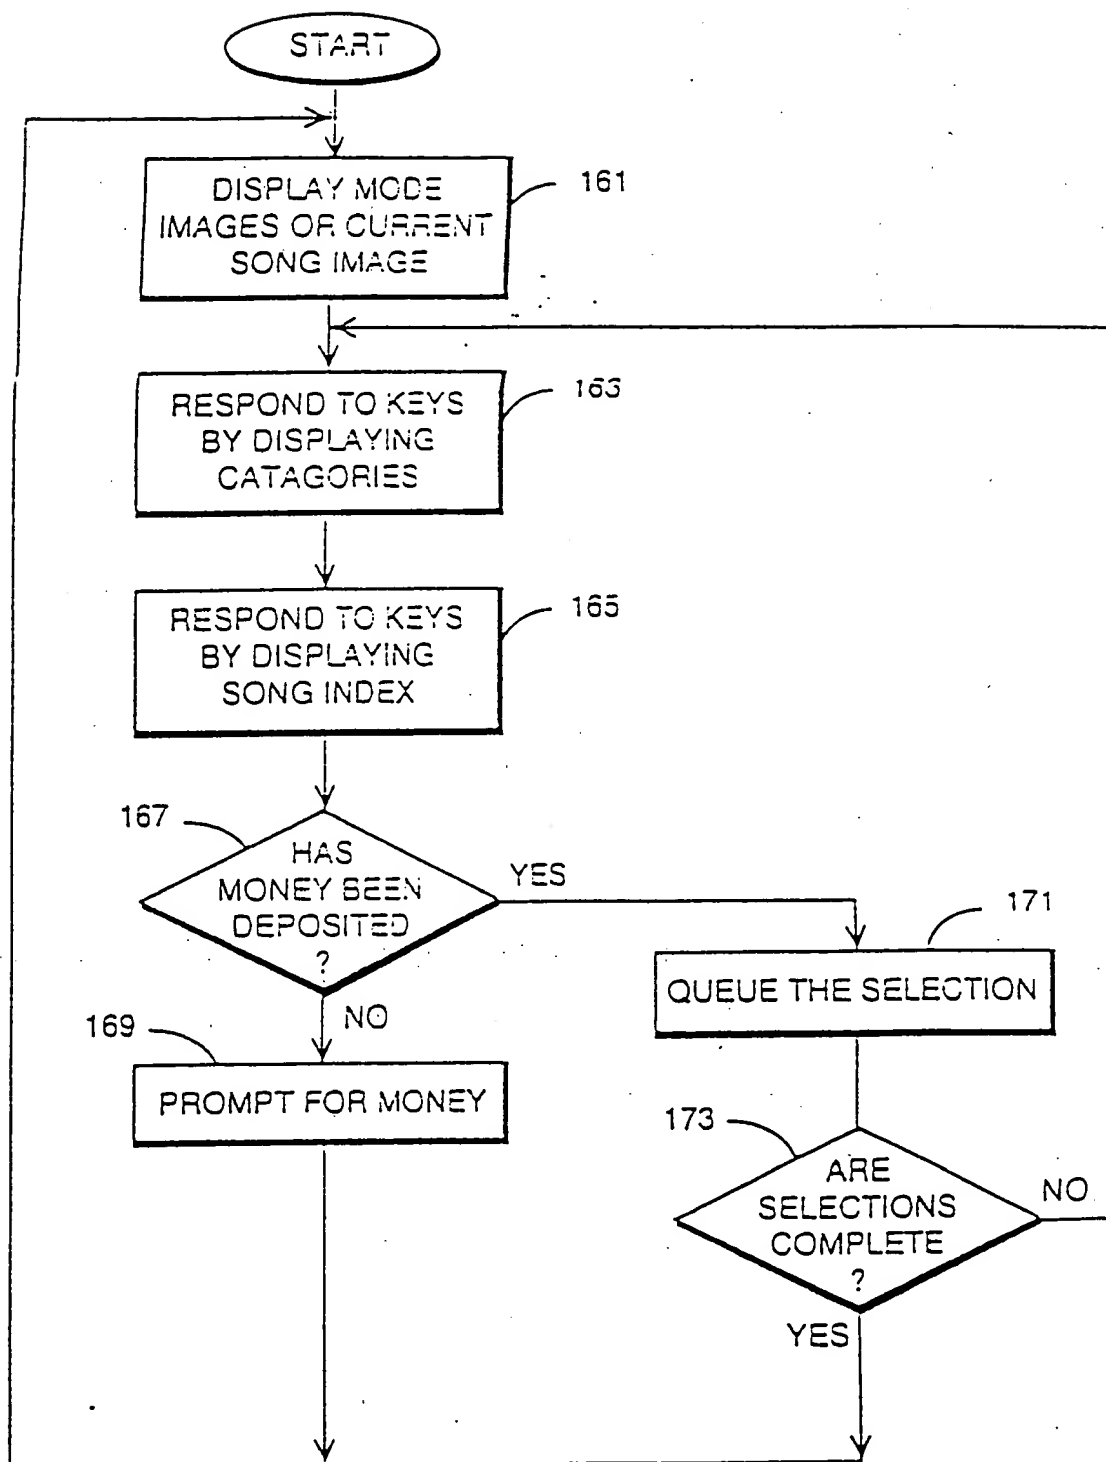 START
DISPLAY MODE
IMAGES OR CURRENT
SONG IMAGE
161
RESPOND TO KEYS
BY DISPLAYING
CATAGORIES
163
RESPOND TO KEYS
BY DISPLAYING
SONG INDEX
165
167
HAS
MONEY BEEN
DEPOSITED
?
YES
NO
171
QUEUE THE SELECTION
169
PROMPT FOR MONEY
173
ARE
SELECTIONS
COMPLETE
?
NO
YES